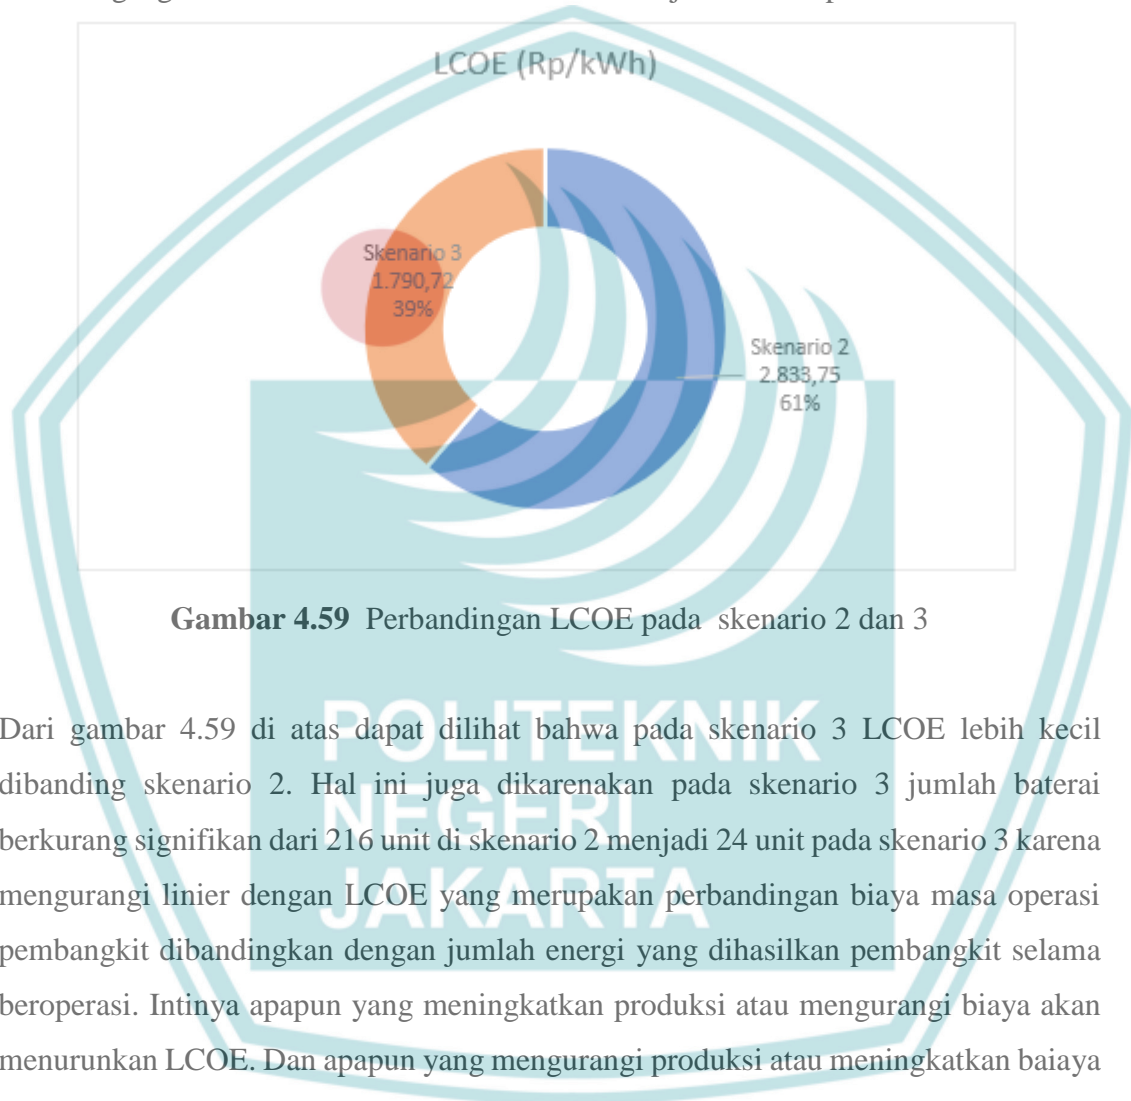 LCOE (Rp/kWh)
Skenario 3
1.790,72
39%
Skenario 2
2.833,75
61%
Gambar 4.59 Perbandingan LCOE pada skenario 2 dan 3
Dari gambar 4.59 di atas dapat dilihat bahwa pada skenario 3 LCOE lebih kecil
dibanding skenario 2. Hal ini juga dikarenakan pada skenario 3 jumlah baterai
berkurang signifikan dari 216 unit di skenario 2 menjadi 24 unit pada skenario 3 karena
mengurangi linier dengan LCOE yang merupakan perbandingan biaya masa operasi
pembangkit dibandingkan dengan jumlah energi yang dihasilkan pembangkit selama
beroperasi. Intinya apapun yang meningkatkan produksi atau mengurangi biaya akan
menurunkan LCOE. Dan apapun yang mengurangi produksi atau meningkatkan baiaya
POLITEKNIK
NEGERI
JAKARTA